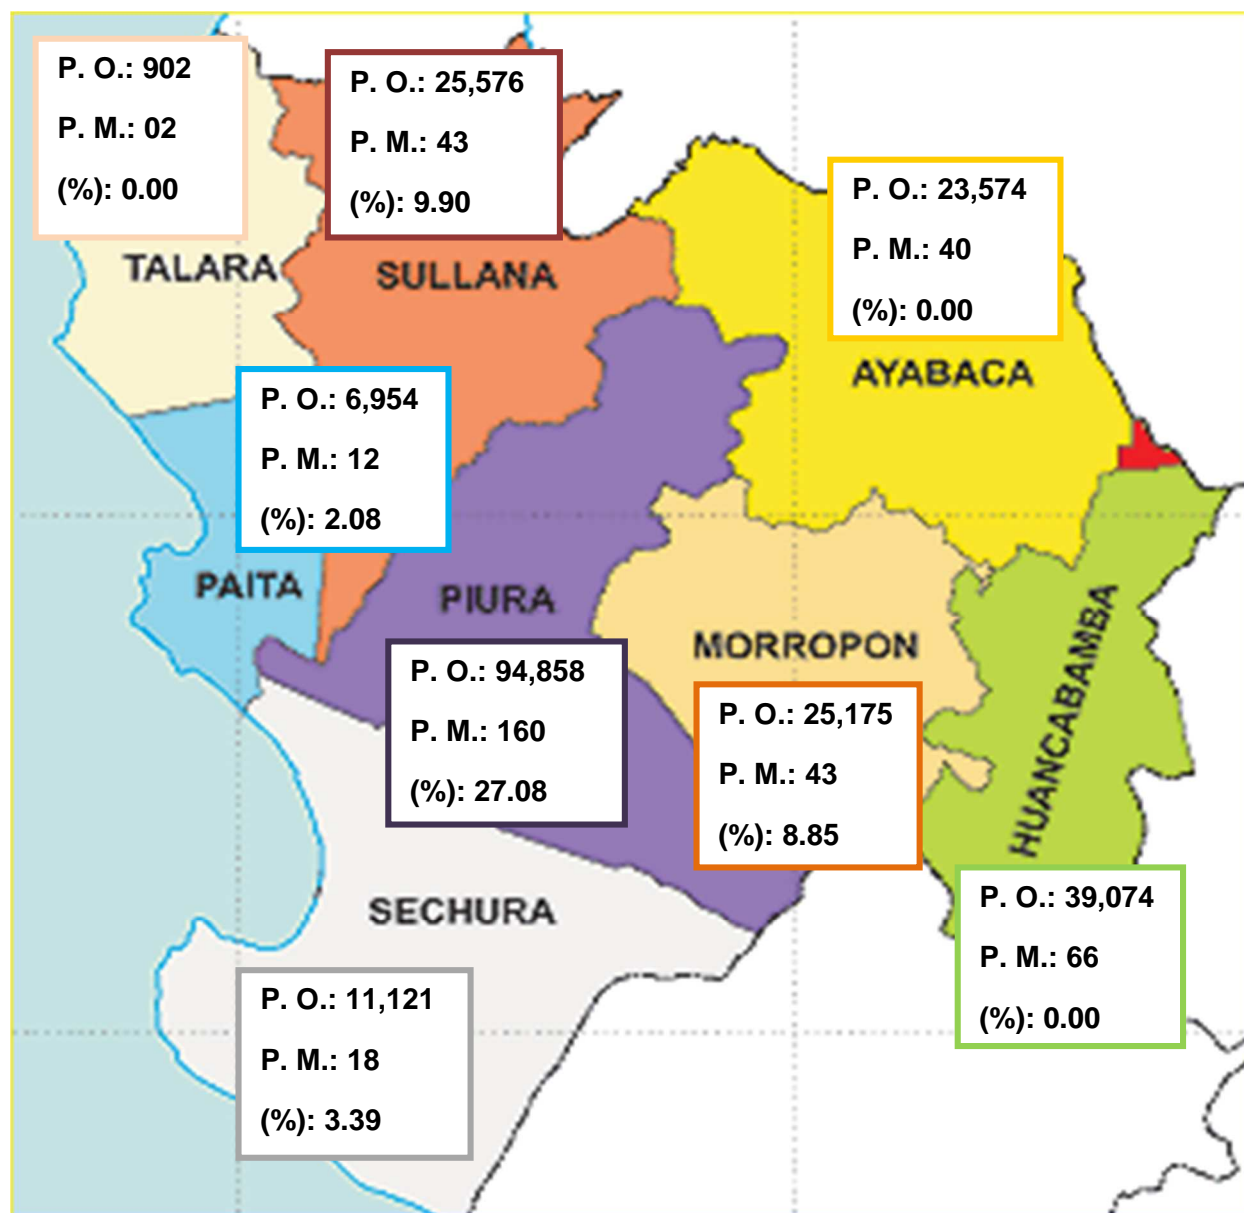 P. O.: 902
P. M.: 02
(%): 0.00
TALARA
P. O.: 25,576
P. M.: 43
(%): 9.90
SULLANA
P. O.: 23,574
P. M.: 40
(%): 0.00
AYABACA
P. O.: 6,954
P. M.: 12
(%): 2.08
PAITA
PIURA
P. O.: 94,858
P. M.: 160
(%): 27.08
MORROPON
P. O.: 25,175
P. M.: 43
(%): 8.85
HUANCABAMBA
P. O.: 39,074
P. M.: 66
(%): 0.00
SECHURA
P. O.: 11,121
P. M.: 18
(%): 3.39